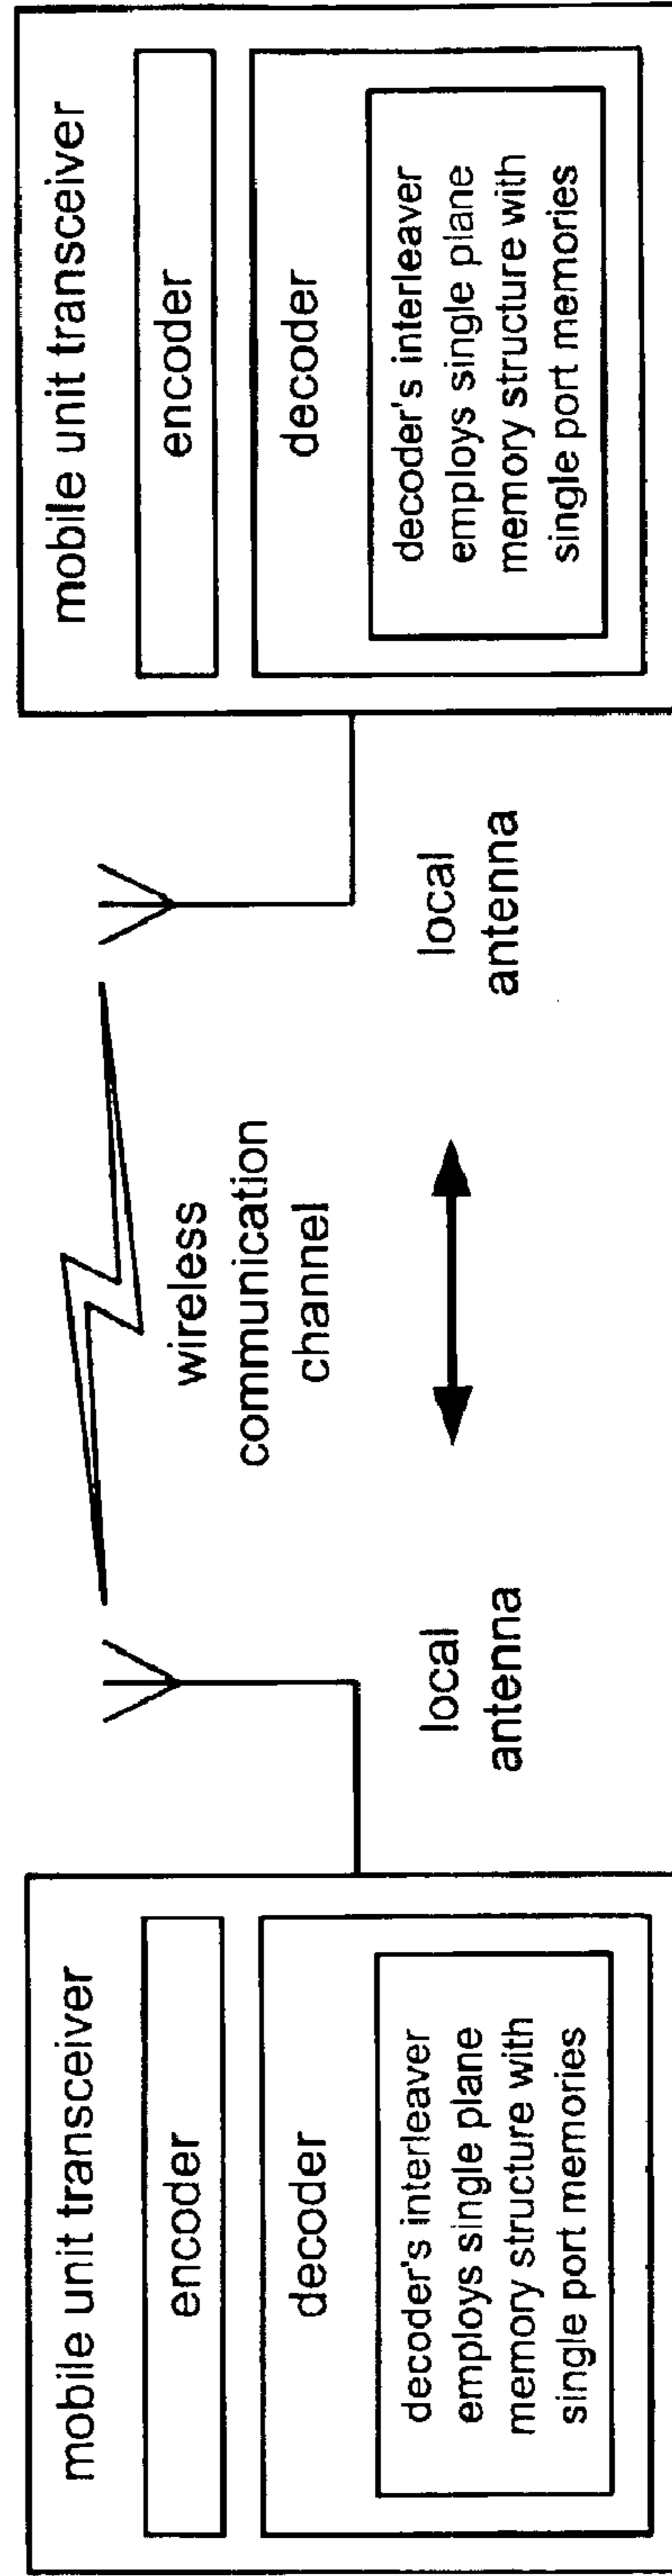 mobile unit transceiver
encoder
decoder
decoder's interleaver
employs single plane
memory structure with
single port memories
local
antenna
wireless
communication
channel
local
antenna
mobile unit transceiver
encoder
decoder
decoder's interleaver
employs single plane
memory structure with
single port memories